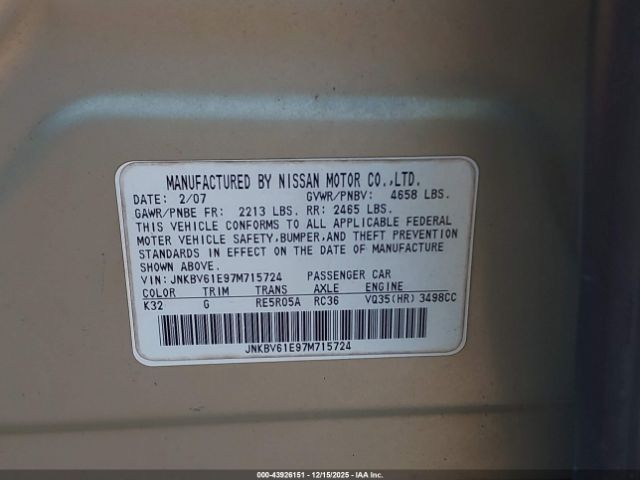 MANUFACTURED BY NISSAN MOTOR CO.,LTD.
DATE: 2/07 GVWR/PNBV: 4658 LBS.
GAWR/PNBE FR: 2213 LBS. RR: 2465 LBS.
THIS VEHICLE CONFORMS TO ALL APPLICABLE FEDERAL
MOTOR VEHICLE SAFETY,BUMPER,AND THEFT PREVENTION
STANDARDS IN EFFECT ON THE DATE OF MANUFACTURE
SHOWN ABOVE.
VIN: JNKBV61E97M715724 PASSENGER CAR
COLOR TRIM TRANS AXLE ENGINE
K32 G RE5R05A RC36 VQ35(HR) 3498CC
JNKBV61E97M715724
000-43926151 - 12/15/2025 - IAA Inc.